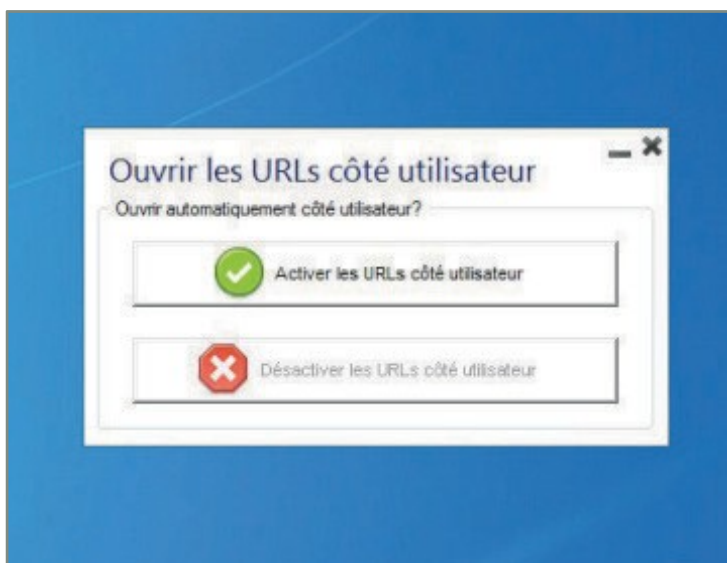 Ouvrir les URLs côté utilisateur
Ouvrir automatiquement côté utilisateur?
Activer les URLs côté utilisateur
Désactiver les URLs côté utilisateur